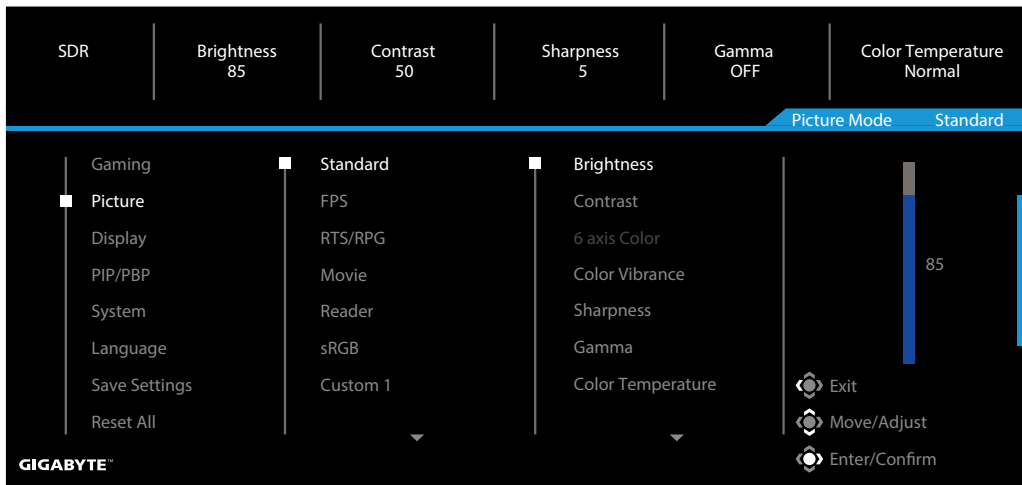 SDR
Brightness
85
Contrast
50
Sharpness
5
Gamma
OFF
Color Temperature
Normal
Picture Mode Standard
Gaming
Picture
Display
PIP/PBP
System
Language
Save Settings
Reset All
Standard
FPS
RTS/RPG
Movie
Reader
sRGB
Custom 1
Brightness
Contrast
6 axis Color
Color Vibrance
Sharpness
Gamma
Color Temperature
85
Exit
Move/Adjust
Enter/Confirm
GIGABYTE™